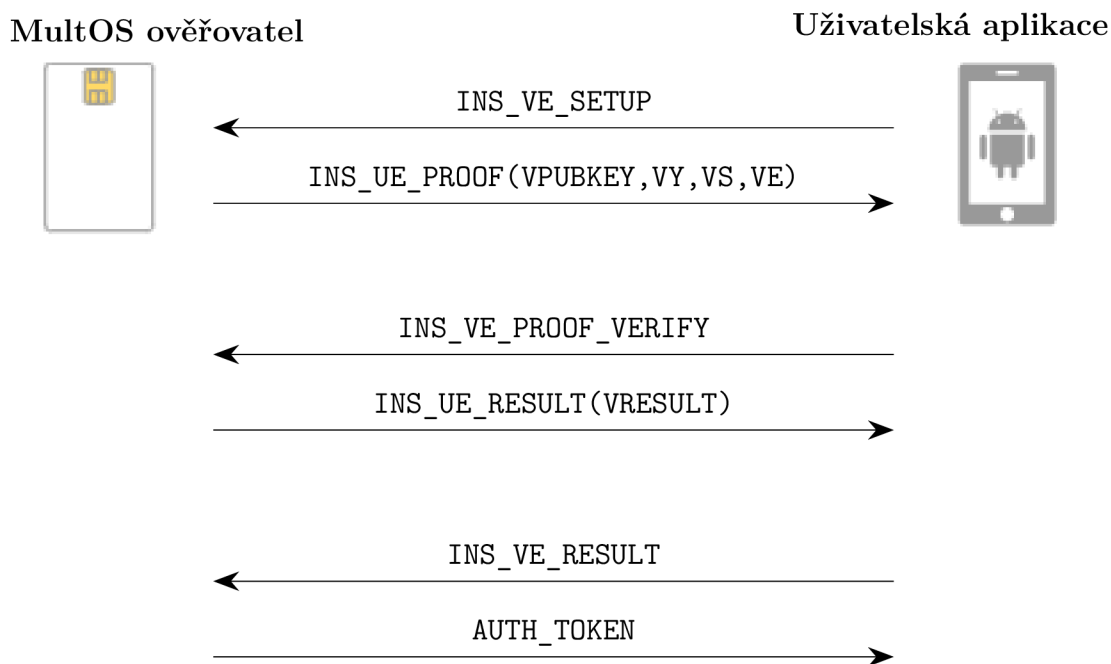 MultOS ověřovatel
Uživatelská aplikace
INS_VE_SETUP
INS_UE_PROOF(VPUBKEY,VY,VS,VE)
INS_VE_PROOF_VERIFY
INS_UE_RESULT(VRESULT)
INS_VE_RESULT
AUTH_TOKEN